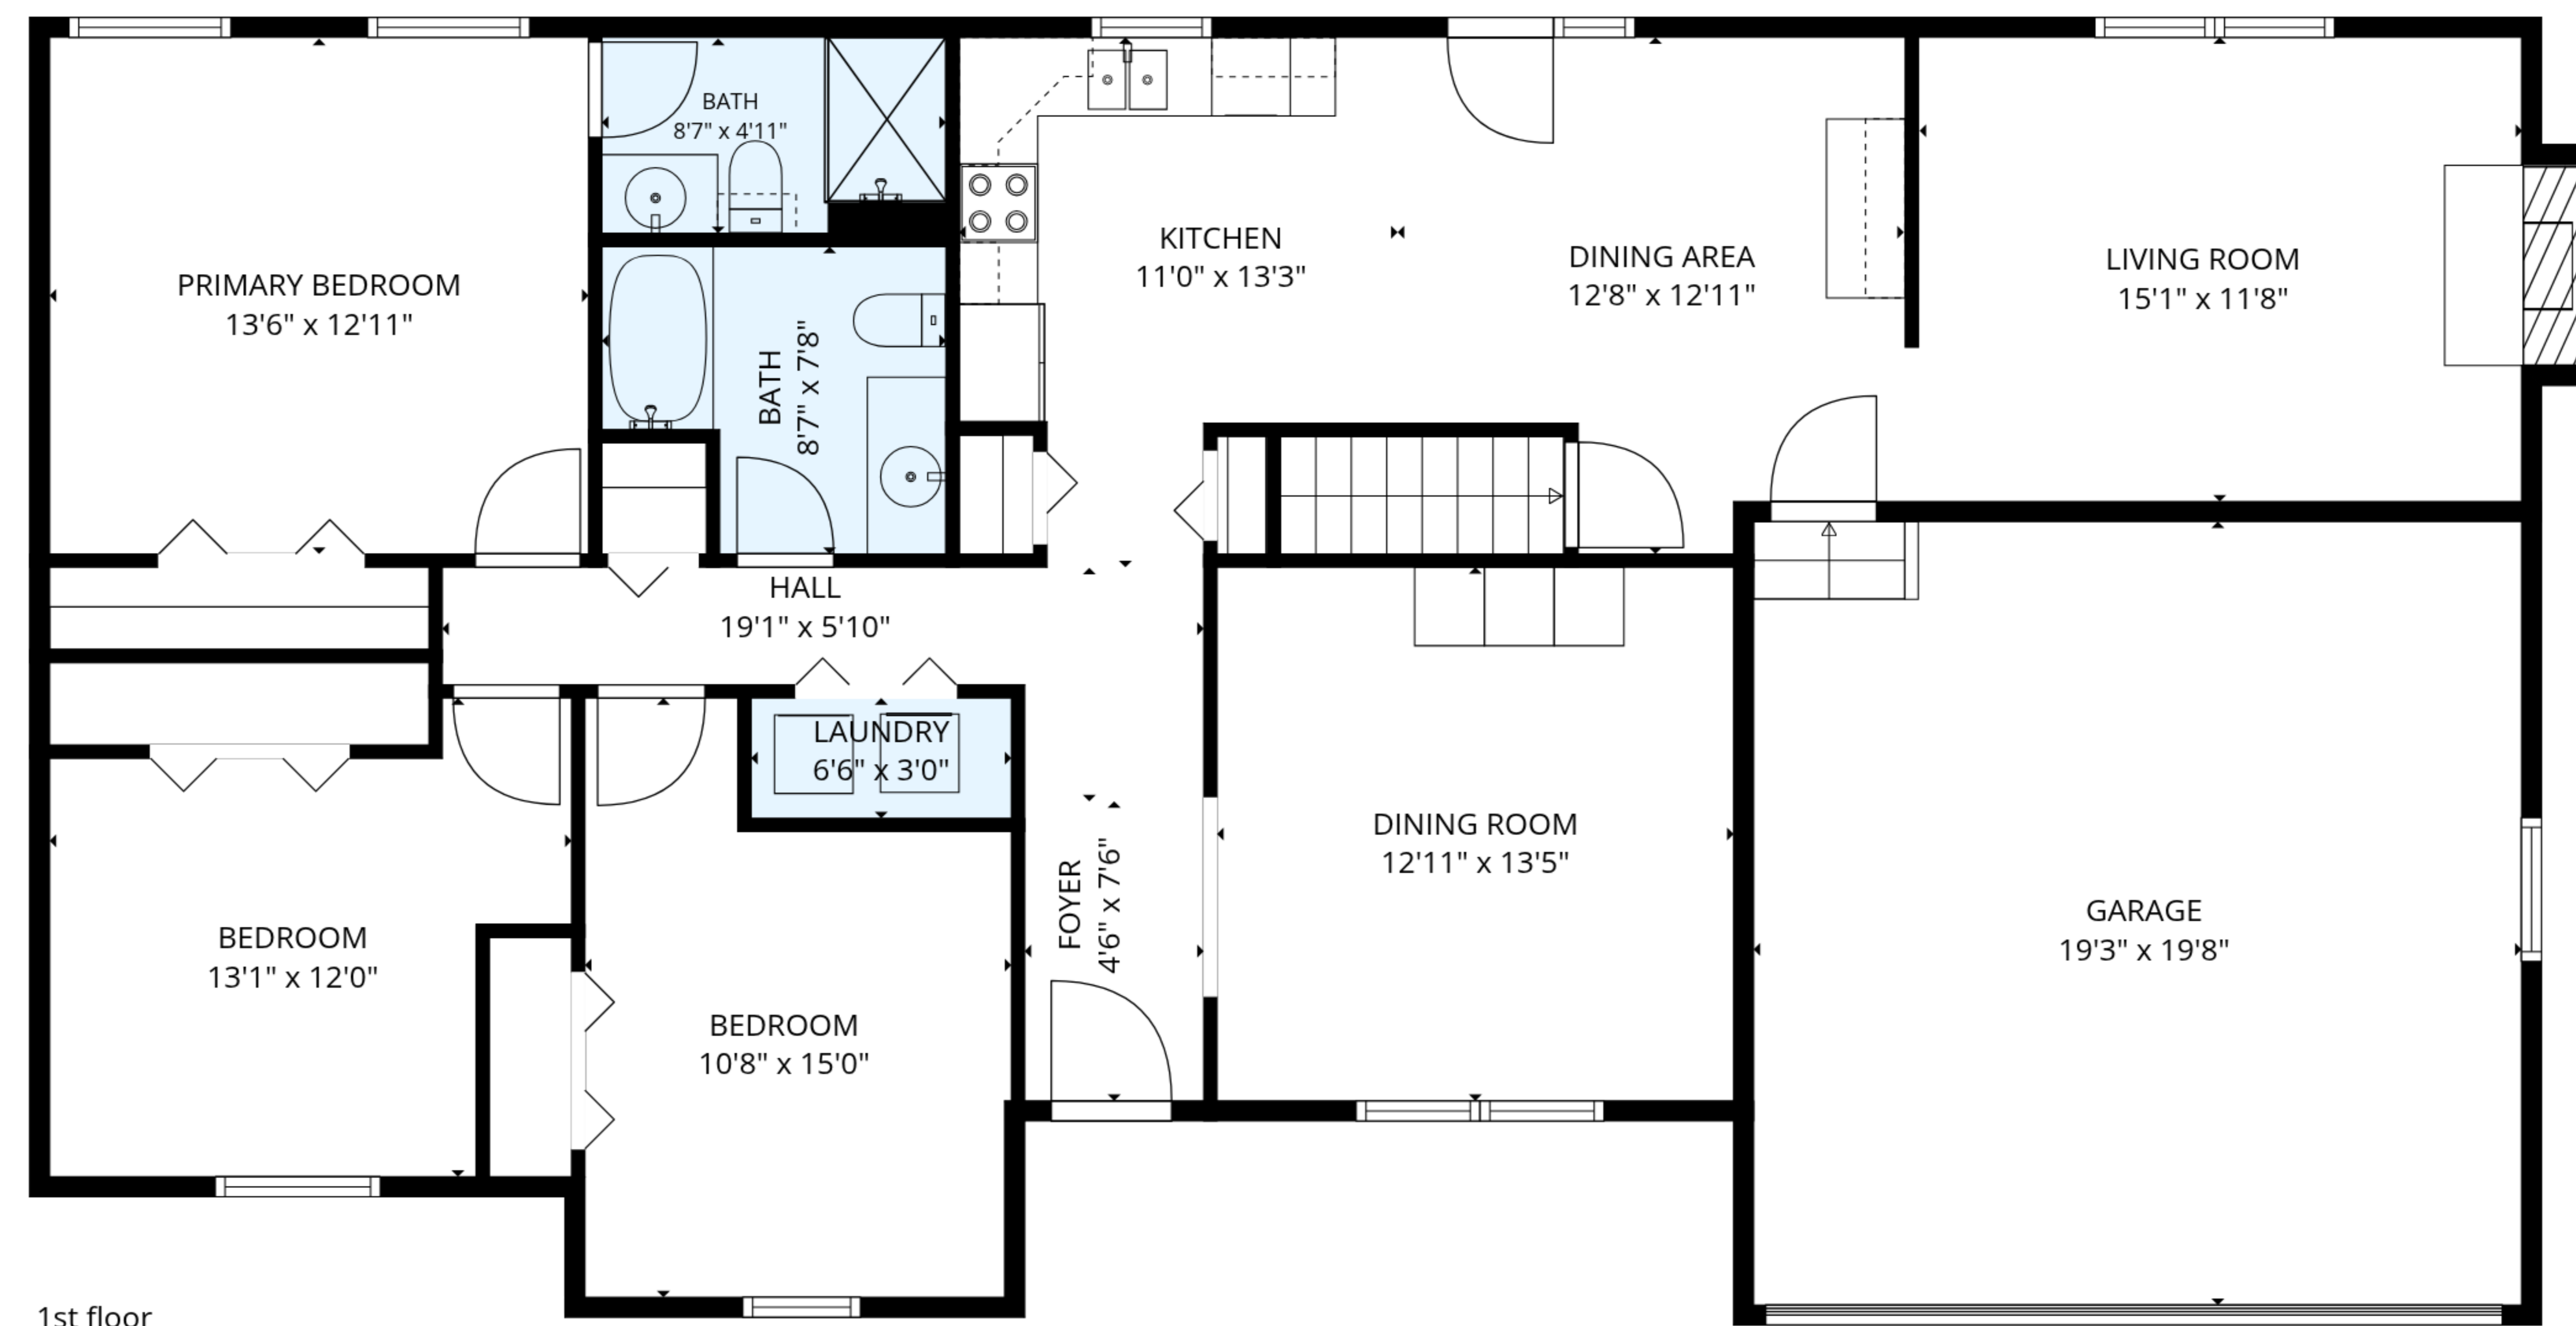 BATH
8'7" x 4'11"
KITCHEN
11'0" x 13'3"
DINING AREA
12'8" x 12'11"
LIVING ROOM
15'1" x 11'8"
PRIMARY BEDROOM
13'6" x 12'11"
BATH
8'7" x 7'8"
HALL
19'1" x 5'10"
LAUNDRY
6'6" x 3'0"
FOYER
4'6" x 7'6"
DINING ROOM
12'11" x 13'5"
GARAGE
19'3" x 19'8"
BEDROOM
13'1" x 12'0"
BEDROOM
10'8" x 15'0"
1st floor